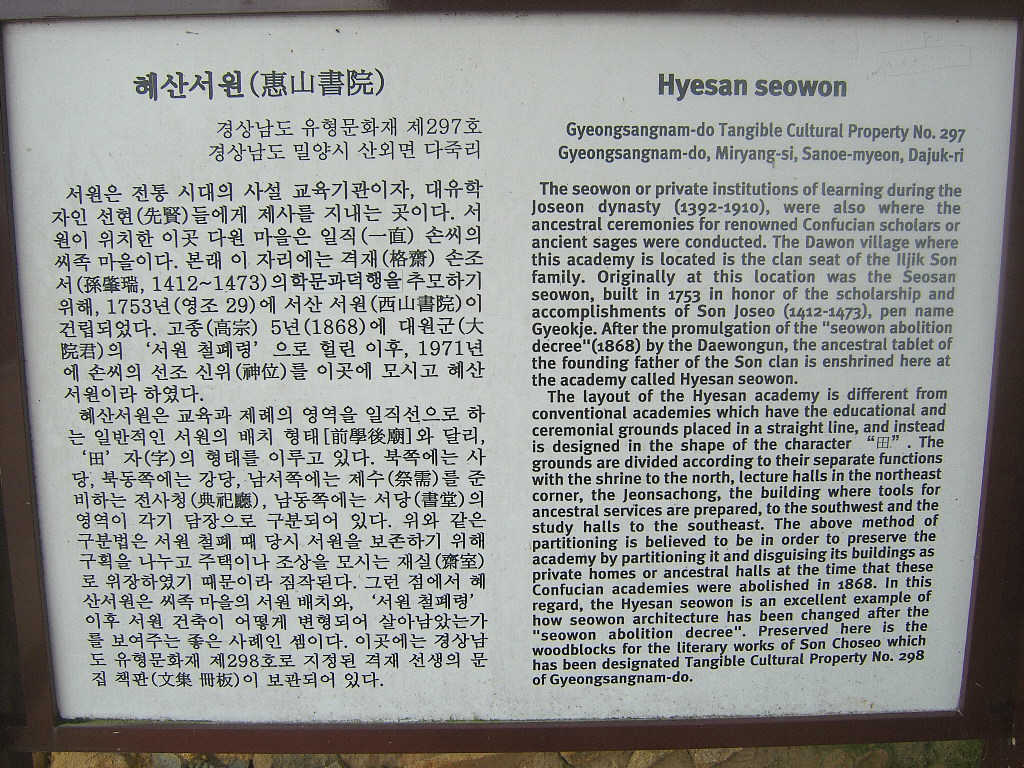 혜산서원(惠山書院)
경상남도 유형문화재 제297호
경상남도 밀양시 산외면 다죽리
서원은 전통 시대의 사설 교육기관이자, 대유학
자인 선현(先賢)들에게 제사를 지내는 곳이다. 서
원이 위치한 이곳 다원 마을은 일직(一直) 손씨의
씨족 마을이다. 본래 이 자리에는 격재(格齋) 손조
서(孫肇瑞, 1412~1473)의학문과덕행을 추모하기
위해, 1753년(영조 29)에 서산 서원(西山書院)이
건립되었다. 고종(高宗) 5년(1868)에 대원군(大
院君)의 ‘서원 철폐령’ 으로 헐린 이후, 1971년
에 손씨의 선조 신위(神位)를 이곳에 모시고 혜산
서원이라 하였다.
혜산서원은 교육과 제례의 영역을 일직선으로 하
는 일반적인 서원의 배치 형태[前學後廟]와 달리,
‘田’ 자(字)의 형태를 이루고 있다. 북쪽에는 사
당, 북동쪽에는 강당, 남서쪽에는 제수(祭需)를 준
비하는 전사청(典祀廳), 남동쪽에는 서당(書堂)의
영역이 각기 담장으로 구분되어 있다. 위와 같은
구분법은 서원 철폐 때 당시 서원을 보존하기 위해
구획을 나누고 주택이나 조상을 모시는 재실(齋室)
로 위장하였기 때문이라 짐작된다. 그런 점에서 혜
산서원은 씨족 마을의 서원 배치와, ‘서원 철폐령’
이후 서원 건축이 어떻게 변형되어 살아남았는가
를 보여주는 좋은 사례인 셈이다. 이곳에는 경상남
도 유형문화재 제298호로 지정된 격재 선생의 문
집 책판(文集 冊板)이 보관되어 있다.
Hyesan seowon
Gyeongsangnam-do Tangible Cultural Property No. 297
Gyeongsangnam-do, Miryang-si, Sanoe-myeon, Dajuk-ri
The seowon or private institutions of learning during the
Joseon dynasty (1392-1910), were also where the
ancestral ceremonies for renowned Confucian scholars or
ancient sages were conducted. The Dawon village where
this academy is located is the clan seat of the Iljik Son
family. Originally at this location was the Seosan
seowon, built in 1753 in honor of the scholarship and
accomplishments of Son Joseo (1412-1473), pen name
Gyeokje. After the promulgation of the "seowon abolition
decree"(1868) by the Daewongun, the ancestral tablet of
the founding father of the Son clan is enshrined here at
the academy called Hyesan seowon.
The layout of the Hyesan academy is different from
conventional academies which have the educational and
ceremonial grounds placed in a straight line, and instead
is designed in the shape of the character “田”. The
grounds are divided according to their separate functions
with the shrine to the north, lecture halls in the northeast
corner, the Jeonsachong, the building where tools for
ancestral services are prepared, to the southwest and the
study halls to the southeast. The above method of
partitioning is believed to be in order to preserve the
academy by partitioning it and disguising its buildings as
private homes or ancestral halls at the time that these
Confucian academies were abolished in 1868. In this
regard, the Hyesan seowon is an excellent example of
how seowon architecture has been changed after the
"seowon abolition decree". Preserved here is the
woodblocks for the literary works of Son Choseo which
has been designated Tangible Cultural Property No. 298
of Gyeongsangnam-do.